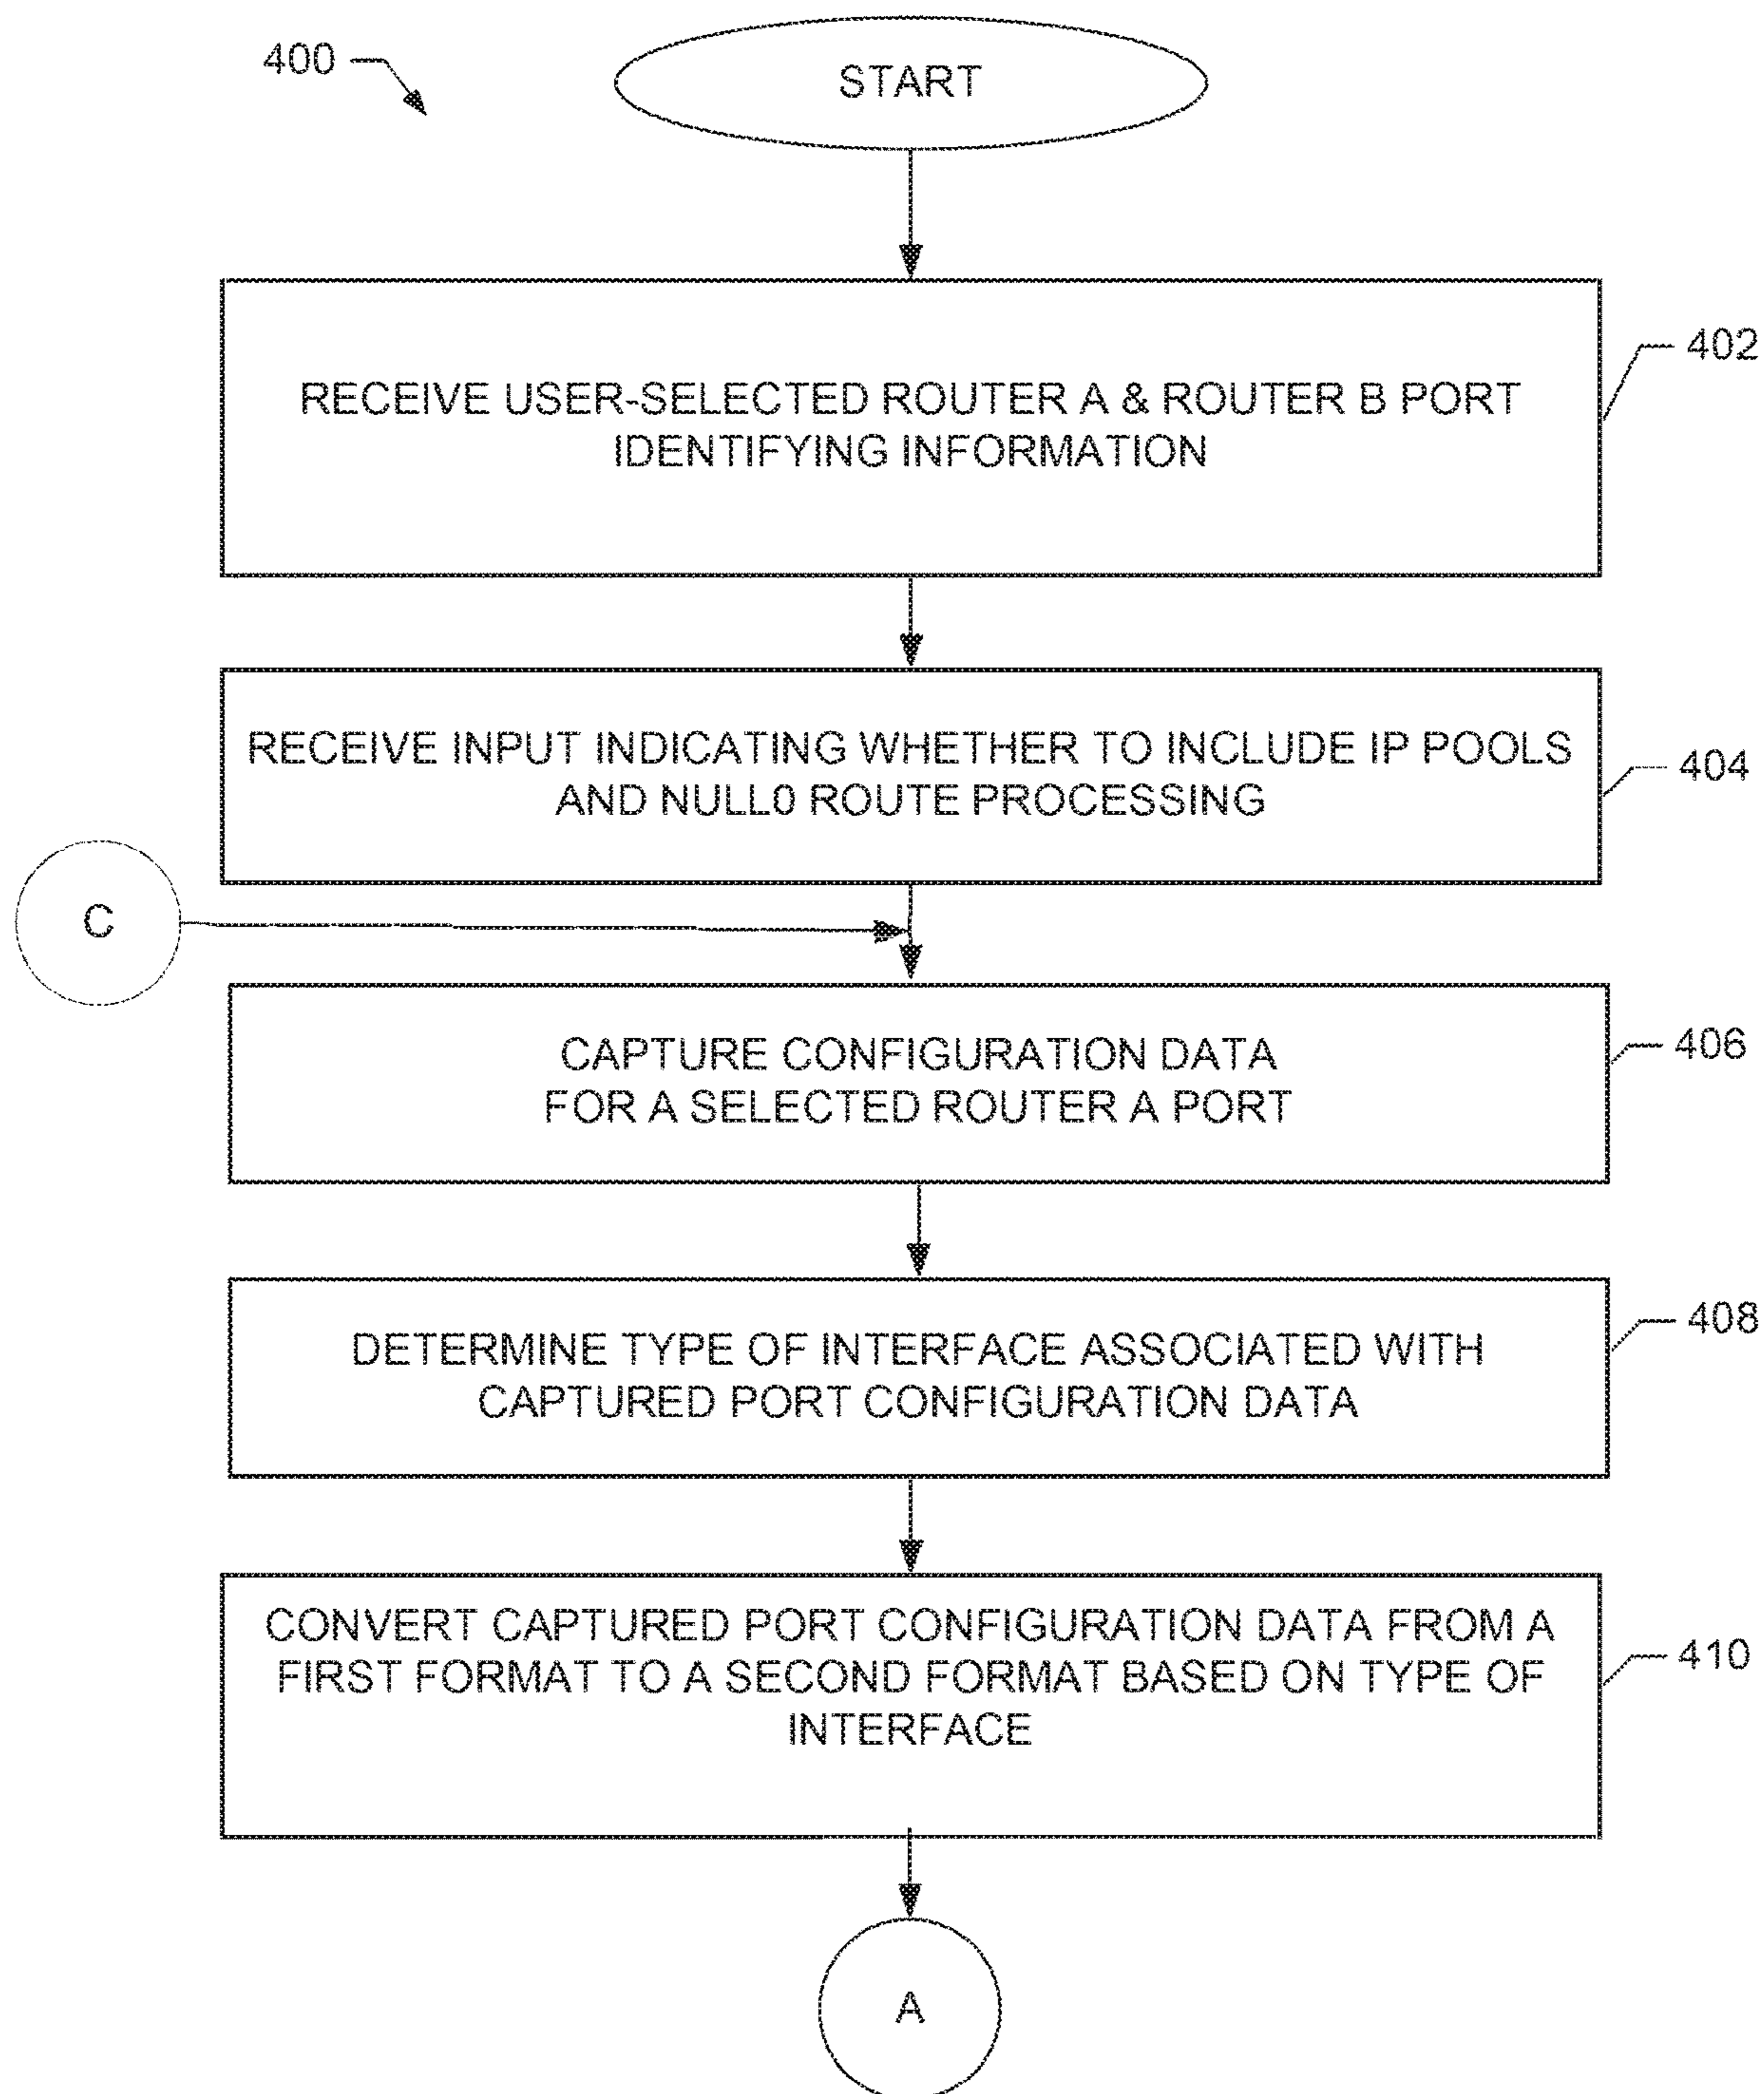 400
START
RECEIVE USER-SELECTED ROUTER A & ROUTER B PORT
IDENTIFYING INFORMATION
402
RECEIVE INPUT INDICATING WHETHER TO INCLUDE IP POOLS
AND NULL0 ROUTE PROCESSING
404
C
CAPTURE CONFIGURATION DATA
FOR A SELECTED ROUTER A PORT
406
DETERMINE TYPE OF INTERFACE ASSOCIATED WITH
CAPTURED PORT CONFIGURATION DATA
408
CONVERT CAPTURED PORT CONFIGURATION DATA FROM A
FIRST FORMAT TO A SECOND FORMAT BASED ON TYPE OF
INTERFACE
410
A